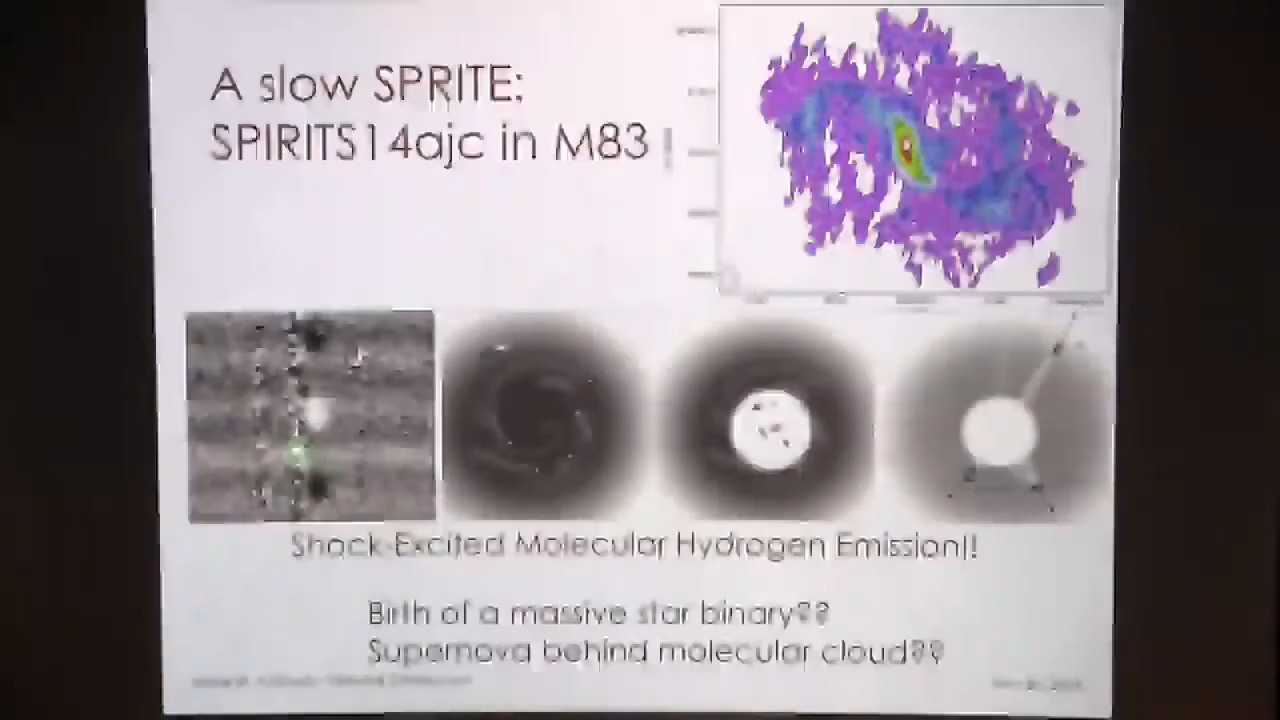 A slow SPRITE:
SPIRITS14ajc in M83
Shock-Excited Molecular Hydrogen Emission!!
Birth of a massive star binary??
Supernova behind molecular cloud??